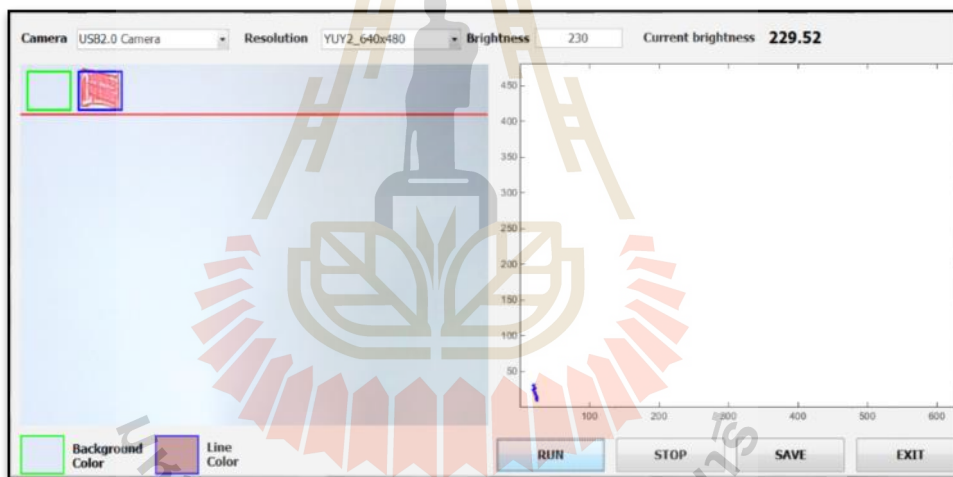 Camera USB2.0 Camera Resolution YUY2_640x480 Brightness 230 Current brightness 229.52
450
400
350
300
250
200
150
100
50
100 200 300 400 500 600
Background Color Line Color
RUN STOP SAVE EXIT